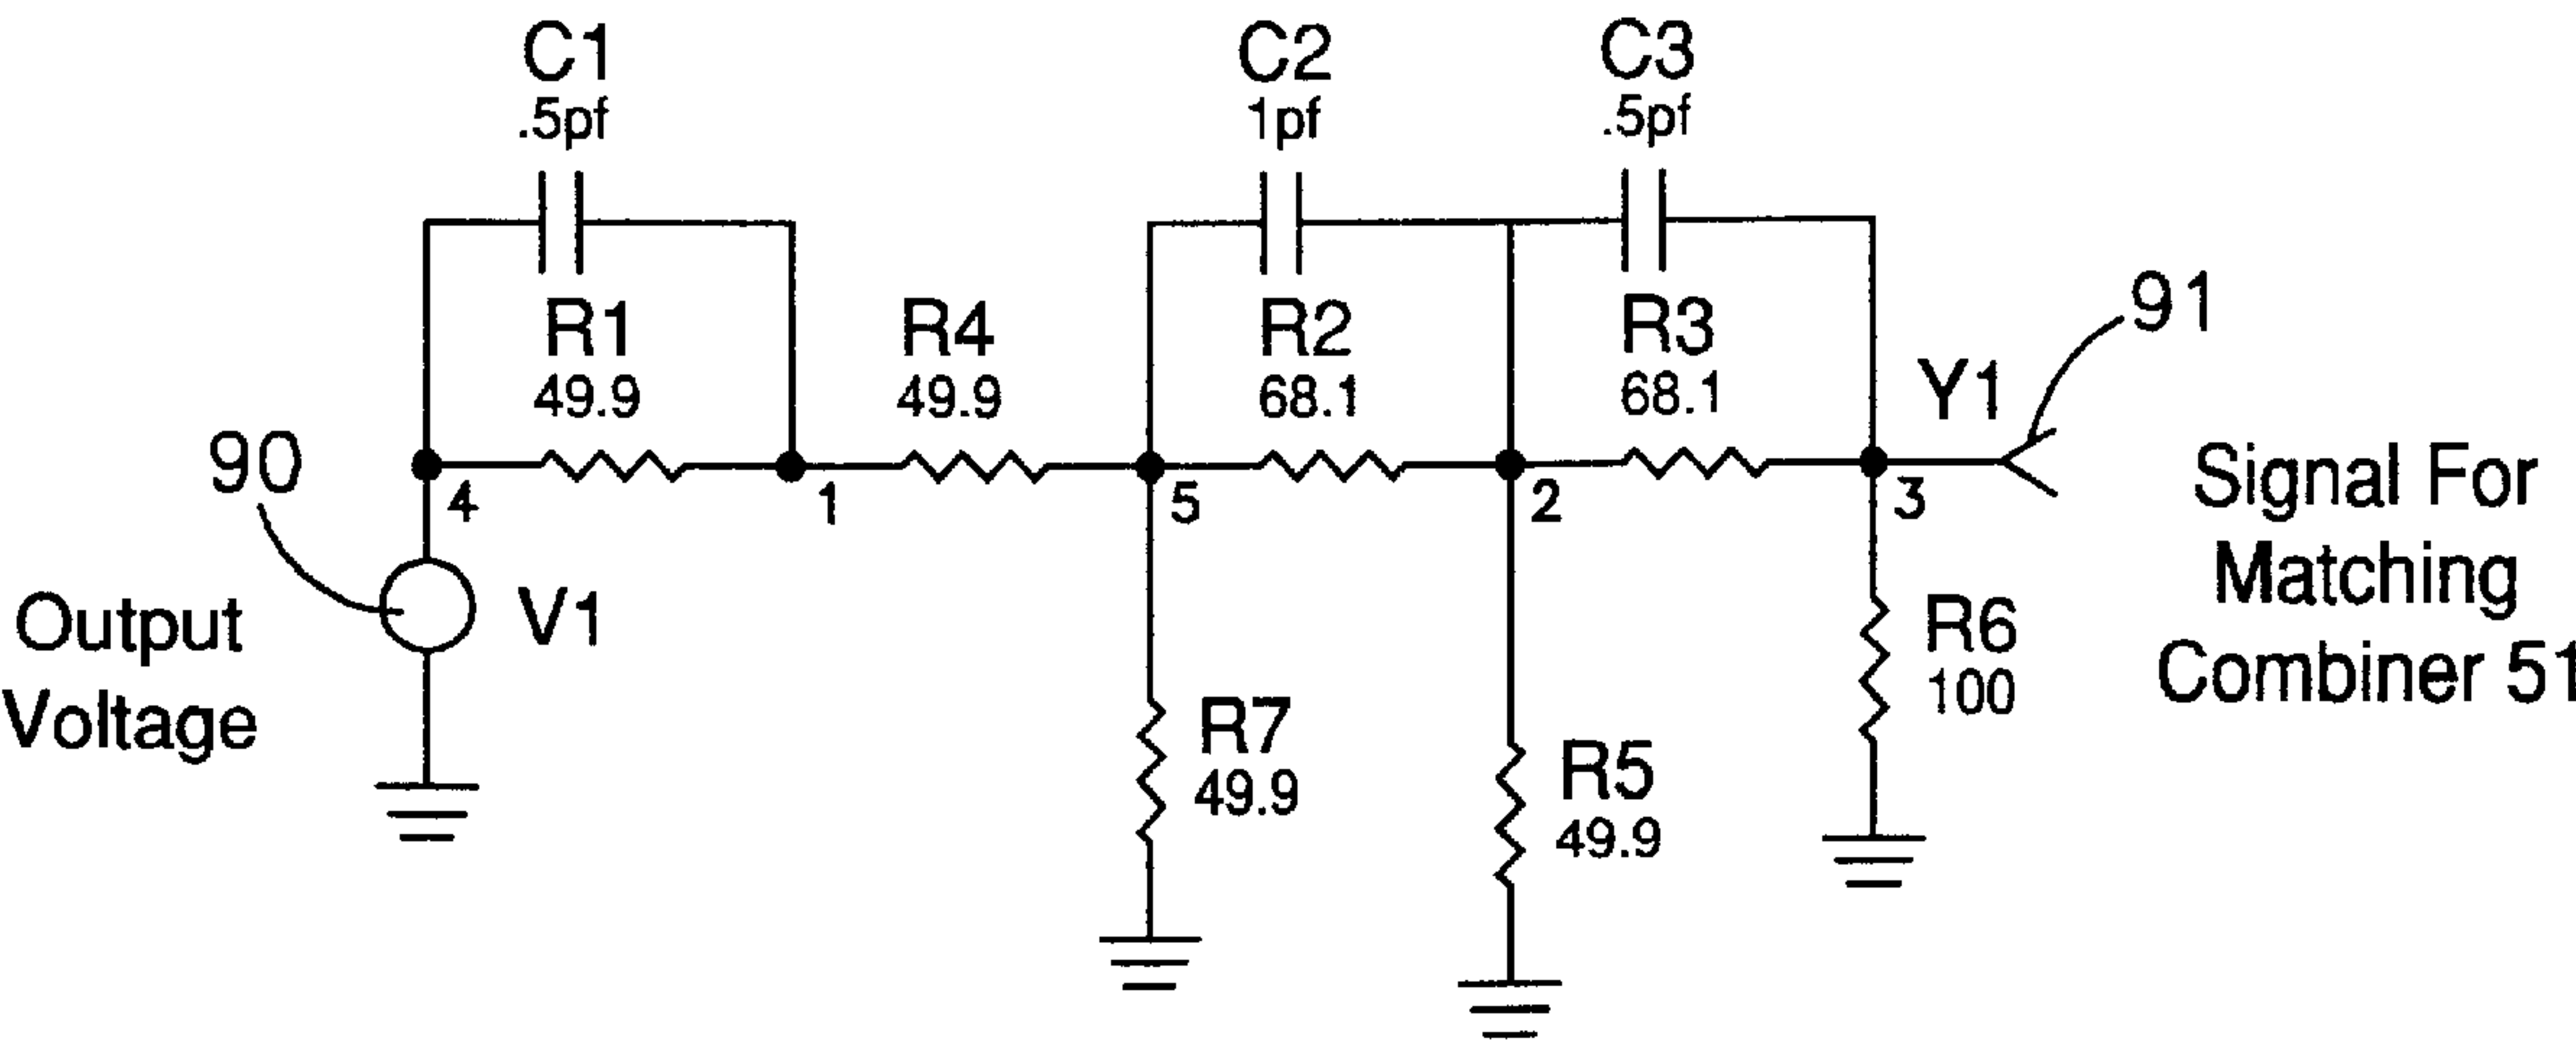 C1
.5pf
C2
1pf
C3
.5pf
R1
49.9
R4
49.9
R2
68.1
R3
68.1
91
Y1
90
4
1
5
2
3
Signal For
Matching
Combiner 51
Output
Voltage
V1
R7
49.9
R5
49.9
R6
100